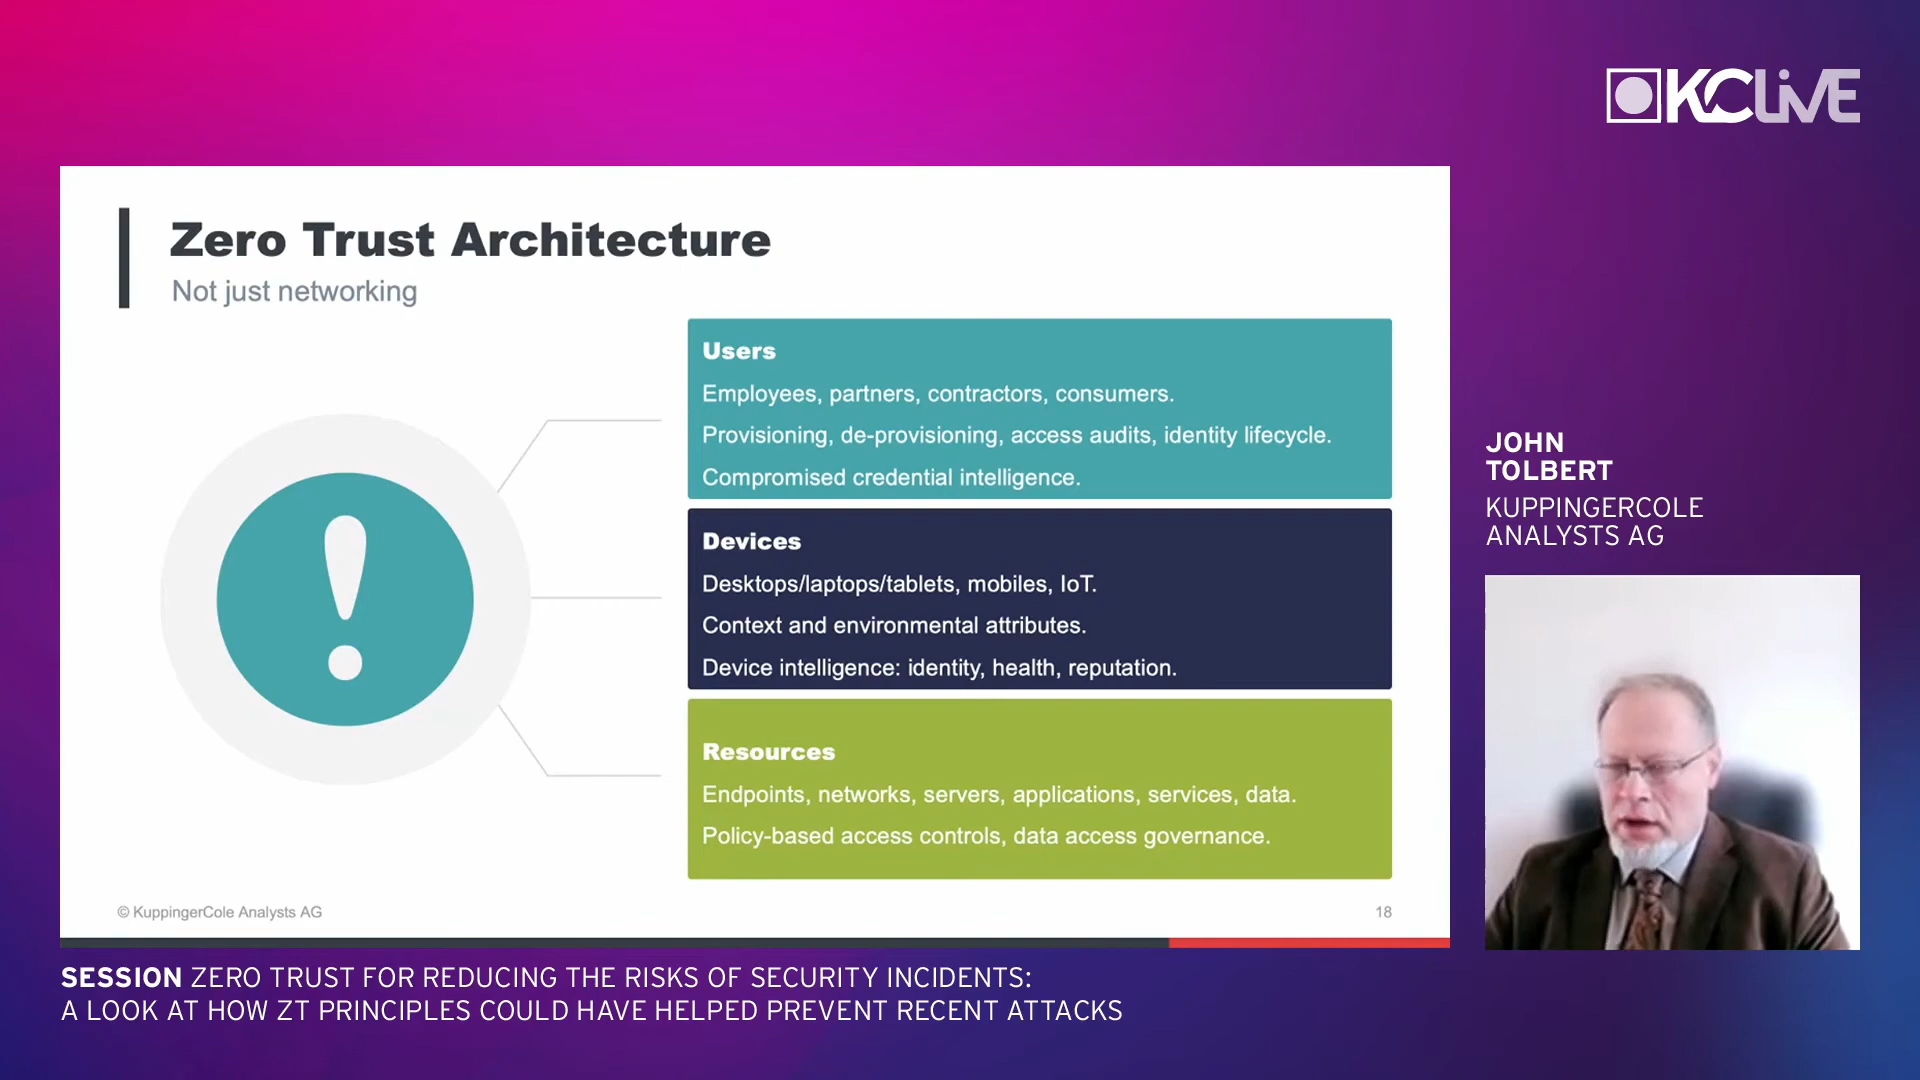 KCLIVE
Zero Trust Architecture
Not just networking
Users
Employees, partners, contractors, consumers.
Provisioning, de-provisioning, access audits, identity lifecycle.
Compromised credential intelligence.
Devices
Desktops/laptops/tablets, mobiles, IoT.
Context and environmental attributes.
Device intelligence: identity, health, reputation.
Resources
Endpoints, networks, servers, applications, services, data.
Policy-based access controls, data access governance.
© KuppingerCole Analysts AG
18
JOHN
TOLBERT
KUPPINGERCOLE
ANALYSTS AG
SESSION ZERO TRUST FOR REDUCING THE RISKS OF SECURITY INCIDENTS:
A LOOK AT HOW ZT PRINCIPLES COULD HAVE HELPED PREVENT RECENT ATTACKS